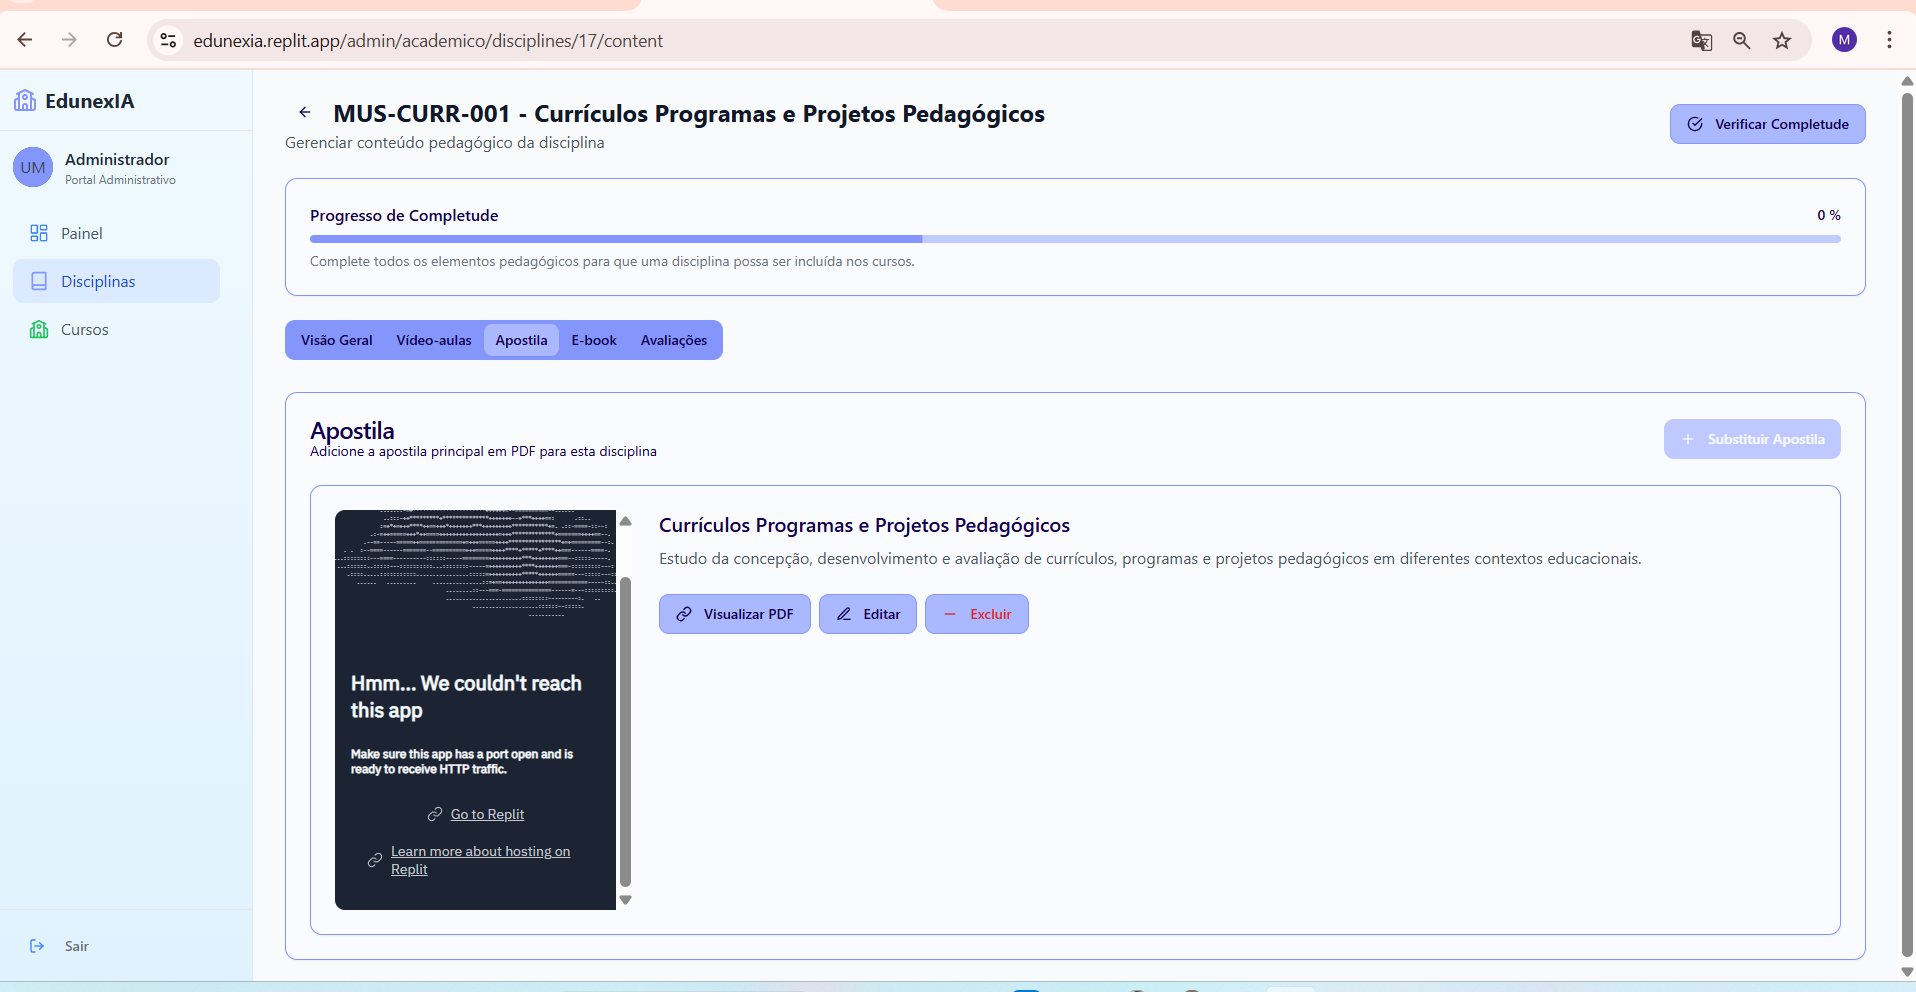 edunexia.replit.app/admin/academico/disciplines/17/content
M
EdunexIA
UM
Administrador
Portal Administrativo
Painel
Disciplinas
Cursos
Sair
MUS-CURR-001 - Currículos Programas e Projetos Pedagógicos
Gerenciar conteúdo pedagógico da disciplina
Verificar Completude
Progresso de Completude
0 %
Complete todos os elementos pedagógicos para que uma disciplina possa ser incluída nos cursos.
Visão Geral
Vídeo-aulas
Apostila
E-book
Avaliações
Apostila
Adicione a apostila principal em PDF para esta disciplina
Substituir Apostila
Hmm... We couldn't reach
this app
Make sure this app has a port open and is
ready to receive HTTP traffic.
Go to Replit
Learn more about hosting on
Replit
Currículos Programas e Projetos Pedagógicos
Estudo da concepção, desenvolvimento e avaliação de currículos, programas e projetos pedagógicos em diferentes contextos educacionais.
Visualizar PDF
Editar
Excluir